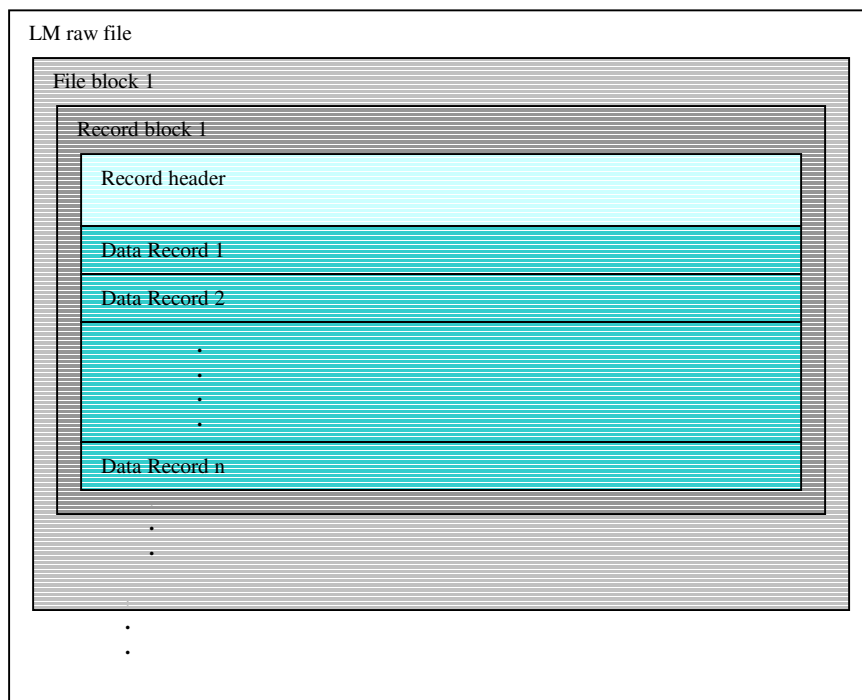 LM raw file
File block 1
Record block 1
Record header
Data Record 1
Data Record 2
Data Record n